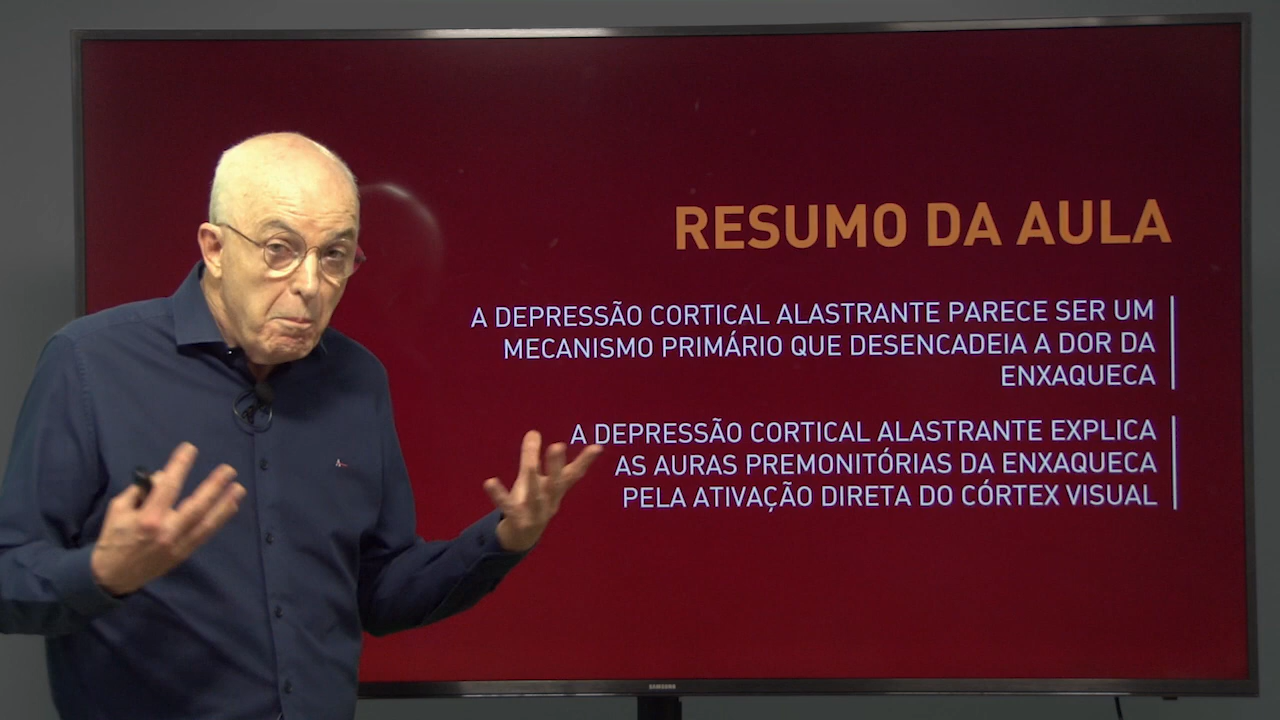 RESUMO DA AULA
A DEPRESSÃO CORTICAL ALASTRANTE PARECE SER UM
MECANISMO PRIMÁRIO QUE DESENCADEIA A DOR DA
ENXAQUECA
A DEPRESSÃO CORTICAL ALASTRANTE EXPLICA
AS AURAS PREMONITÓRIAS DA ENXAQUECA
PELA ATIVAÇÃO DIRETA DO CÓRTEX VISUAL
SAMSUNG